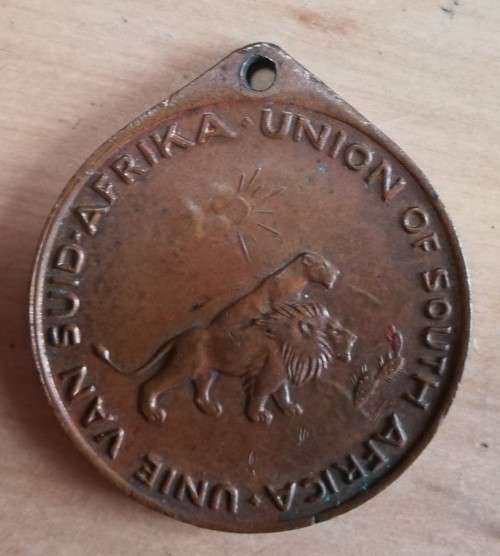 UNIE VAN SUID-AFRIKA · UNION OF SOUTH AFRICA ·